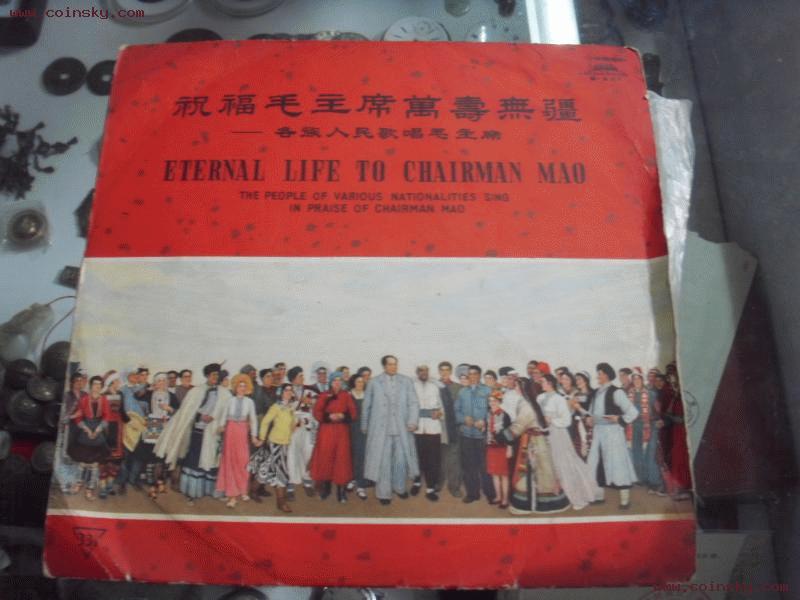 www.coinsky.com
祝福毛主席萬壽無疆
——各族人民歌唱毛主席
ETERNAL LIFE TO CHAIRMAN MAO
THE PEOPLE OF VARIOUS NATIONALITIES SING
IN PRAISE OF CHAIRMAN MAO
33
www.coinsky.com